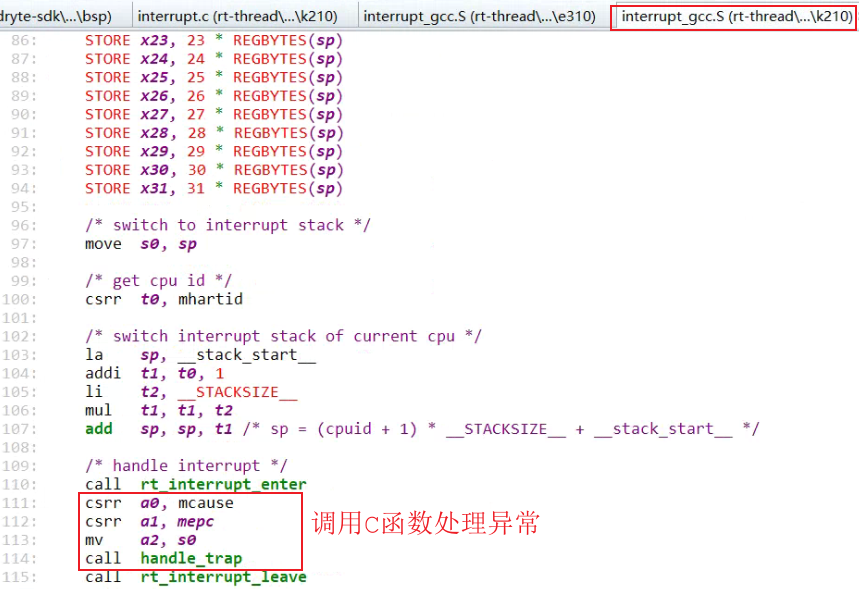 dryte-sdk\...\bsp) interrupt.c (rt-thread\...\k210) interrupt_gcc.S (rt-thread\...\e310) interrupt_gcc.S (rt-thread\...\k210)
86: STORE x23, 23 * REGBYTES(sp)
87: STORE x24, 24 * REGBYTES(sp)
88: STORE x25, 25 * REGBYTES(sp)
89: STORE x26, 26 * REGBYTES(sp)
90: STORE x27, 27 * REGBYTES(sp)
91: STORE x28, 28 * REGBYTES(sp)
92: STORE x29, 29 * REGBYTES(sp)
93: STORE x30, 30 * REGBYTES(sp)
94: STORE x31, 31 * REGBYTES(sp)
95:
96: /* switch to interrupt stack */
97: move s0, sp
98:
99: /* get cpu id */
100: csrr t0, mhartid
101:
102: /* switch interrupt stack of current cpu */
103: la sp, __stack_start__
104: addi t1, t0, 1
105: li t2, __STACKSIZE__
106: mul t1, t1, t2
107: add sp, sp, t1 /* sp = (cpuid + 1) * __STACKSIZE__ + __stack_start__ */
108:
109: /* handle interrupt */
110: call rt_interrupt_enter
111: csrr a0, mcause
112: csrr a1, mepc
调用C函数处理异常
113: mv a2, s0
114: call handle_trap
115: call rt_interrupt_leave